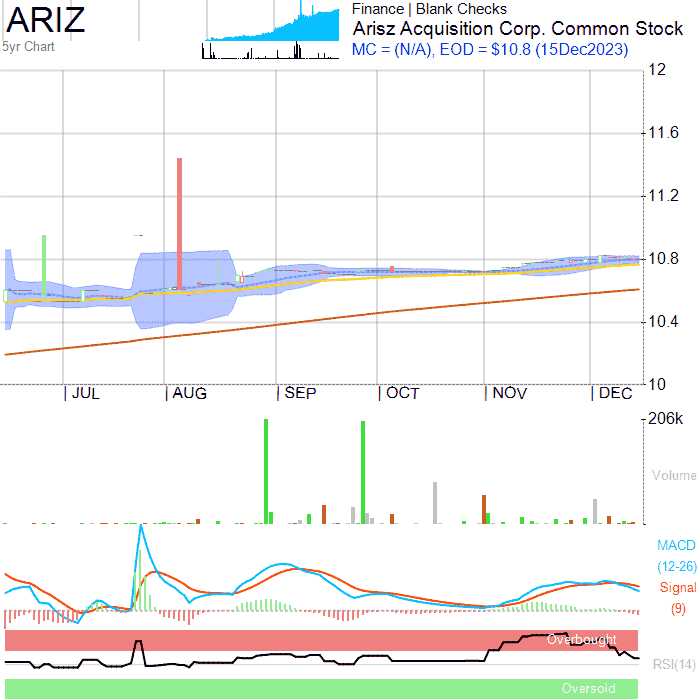 ARIZ
5yr Chart
Finance | Blank Checks
Arisz Acquisition Corp. Common Stock
MC = (N/A), EOD = $10.8 (15Dec2023)
12
11.6
11.2
10.8
10.4
10
JUL AUG SEP OCT NOV DEC
206k
Volume
MACD
(12-26)
Signal
(9)
Overbought
RSI(14)
Oversold